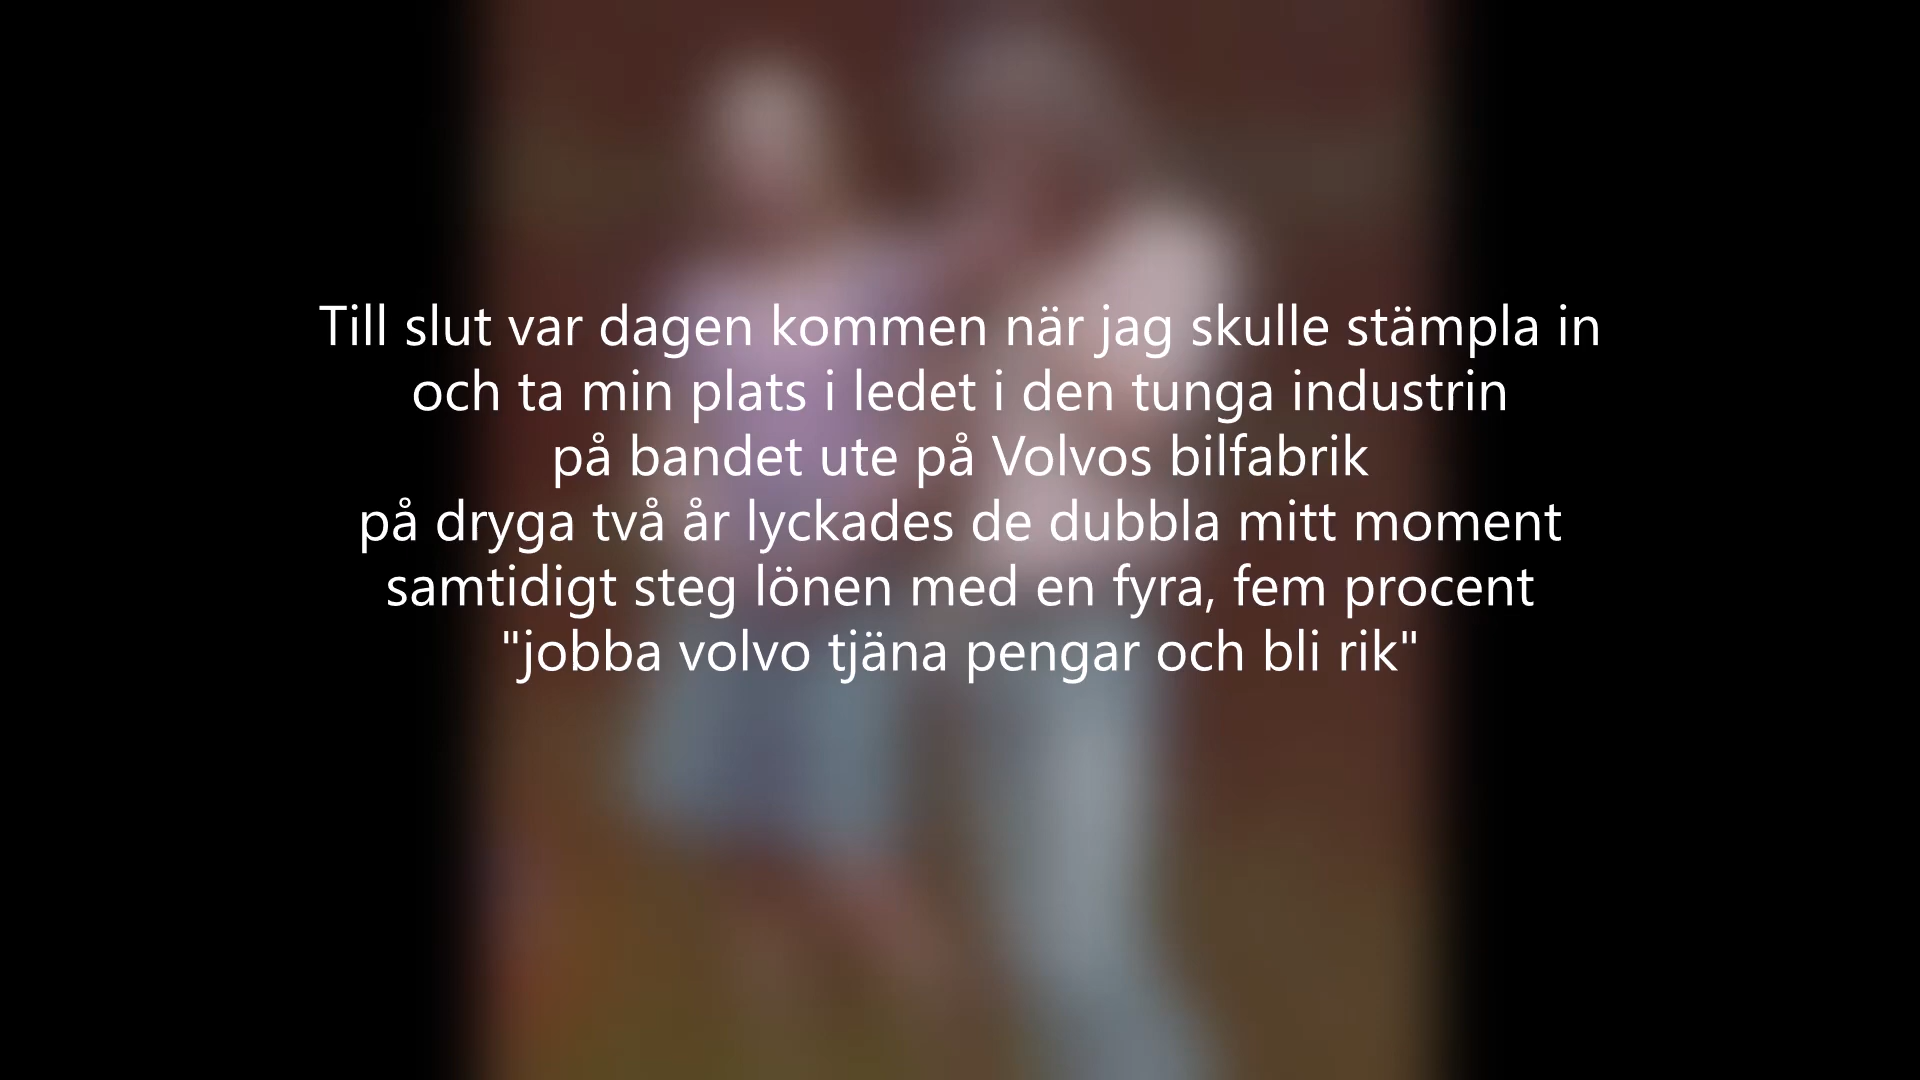 Till slut var dagen kommen när jag skulle stämpla in
och ta min plats i ledet i den tunga industrin
på bandet ute på Volvos bilfabrik
på dryga två år lyckades de dubbla mitt moment
samtidigt steg lönen med en fyra, fem procent
"jobba volvo tjäna pengar och bli rik"